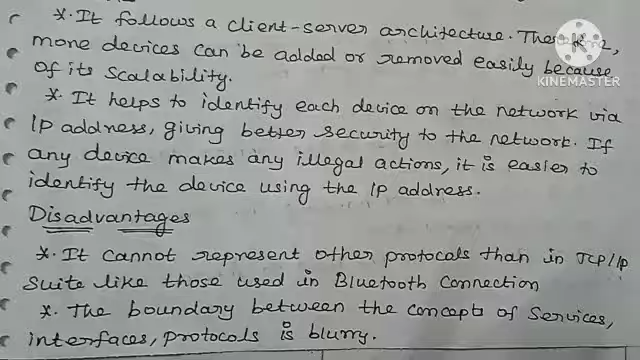 *. It follows a client-server architecture.
more devices can be added or removed easily because
of its scalability.
KINEMASTER
*. It helps to identify each device on the network via
IP address, giving better security to the network. If
any device makes any illegal actions, it is easier to
identify the device using the IP address.
Disadvantages
*. It cannot represent other protocals than in TCP/IP
suite like those used in Bluetooth connection
*. The boundary between the concepts of services,
interfaces, protocols is blurry.